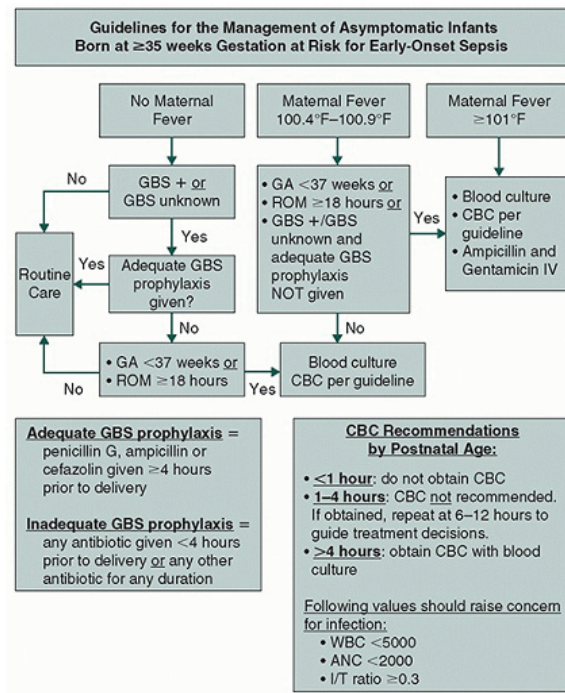 Guidelines for the Management of Asymptomatic Infants
Born at ≥35 weeks Gestation at Risk for Early-Onset Sepsis
No Maternal
Fever
Maternal Fever
100.4°F–100.9°F
Maternal Fever
≥101°F
No
GBS + or
GBS unknown
Yes
• GA <37 weeks or
• ROM ≥18 hours or
• GBS +/GBS
unknown and
adequate GBS
prophylaxis
NOT given
Yes
• Blood culture
• CBC per
guideline
• Ampicillin and
Gentamicin IV
Routine
Care
Yes
Adequate GBS
prophylaxis
given?
No
No
No
• GA <37 weeks or
• ROM ≥18 hours
Yes
Blood culture
CBC per guideline
Adequate GBS prophylaxis =
penicillin G, ampicillin or
cefazolin given ≥4 hours
prior to delivery
Inadequate GBS prophylaxis =
any antibiotic given <4 hours
prior to delivery or any other
antibiotic for any duration
CBC Recommendations
by Postnatal Age:
• <1 hour: do not obtain CBC
• 1–4 hours: CBC not recommended.
If obtained, repeat at 6–12 hours to
guide treatment decisions.
• >4 hours: obtain CBC with blood
culture
Following values should raise concern
for infection:
• WBC <5000
• ANC <2000
• I/T ratio ≥0.3